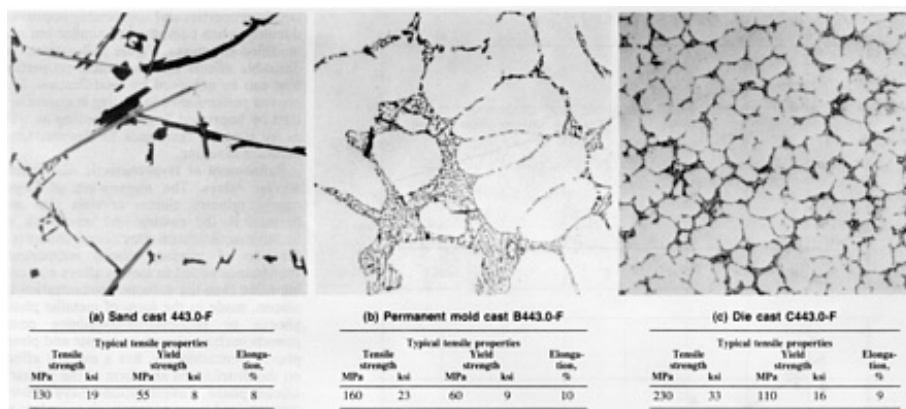 (a) Sand cast 443.0-F
Typical tensile properties
Tensile strength Yield strength Elongation, %
MPa ksi MPa ksi
130 19 55 8 8
(b) Permanent mold cast B443.0-F
Typical tensile properties
Tensile strength Yield strength Elongation, %
MPa ksi MPa ksi
160 23 60 9 10
(c) Die cast C443.0-F
Typical tensile properties
Tensile strength Yield strength Elongation, %
MPa ksi MPa ksi
230 33 110 16 9